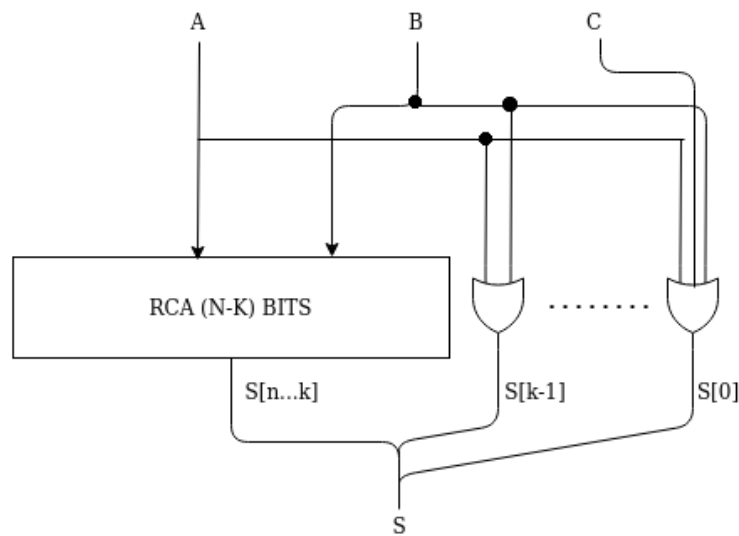 A B C
RCA (N-K) BITS
S[n...k] S[k-1] S[0]
S